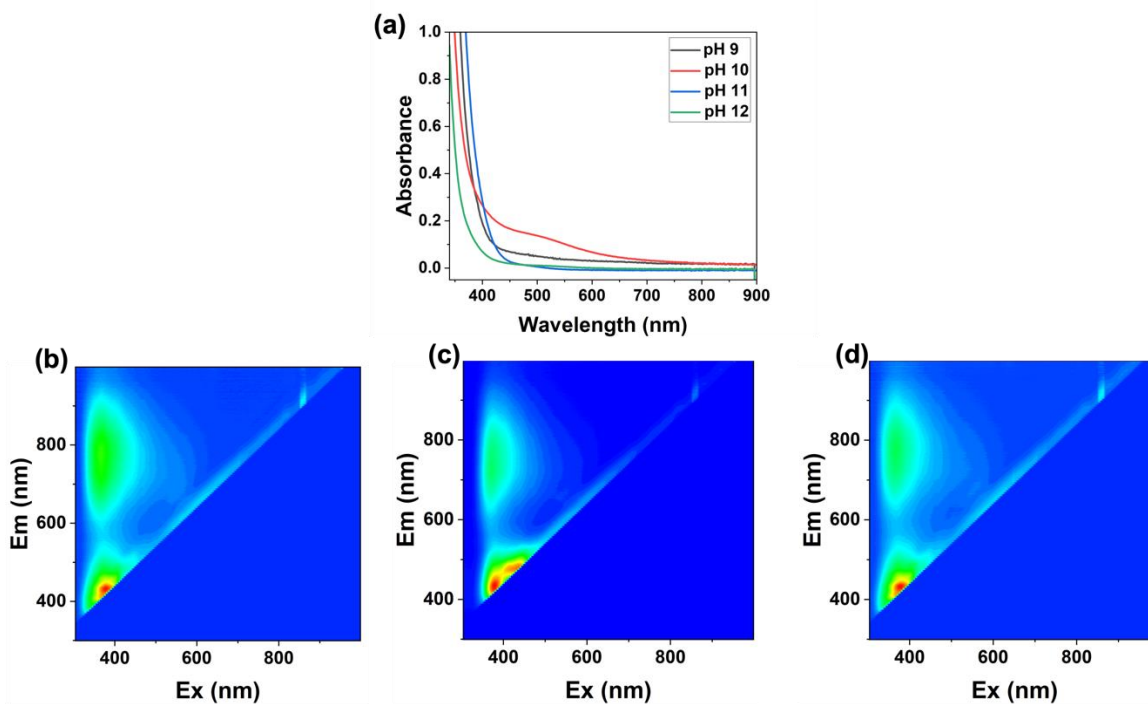 (a)
1.0
0.8
0.6
0.4
0.2
0.0
Absorbance
pH 9
pH 10
pH 11
pH 12
400 500 600 700 800 900
Wavelength (nm)
(b)
800
600
400
Em (nm)
400 600 800
Ex (nm)
(c)
800
600
400
Em (nm)
400 600 800
Ex (nm)
(d)
800
600
400
Em (nm)
400 600 800
Ex (nm)